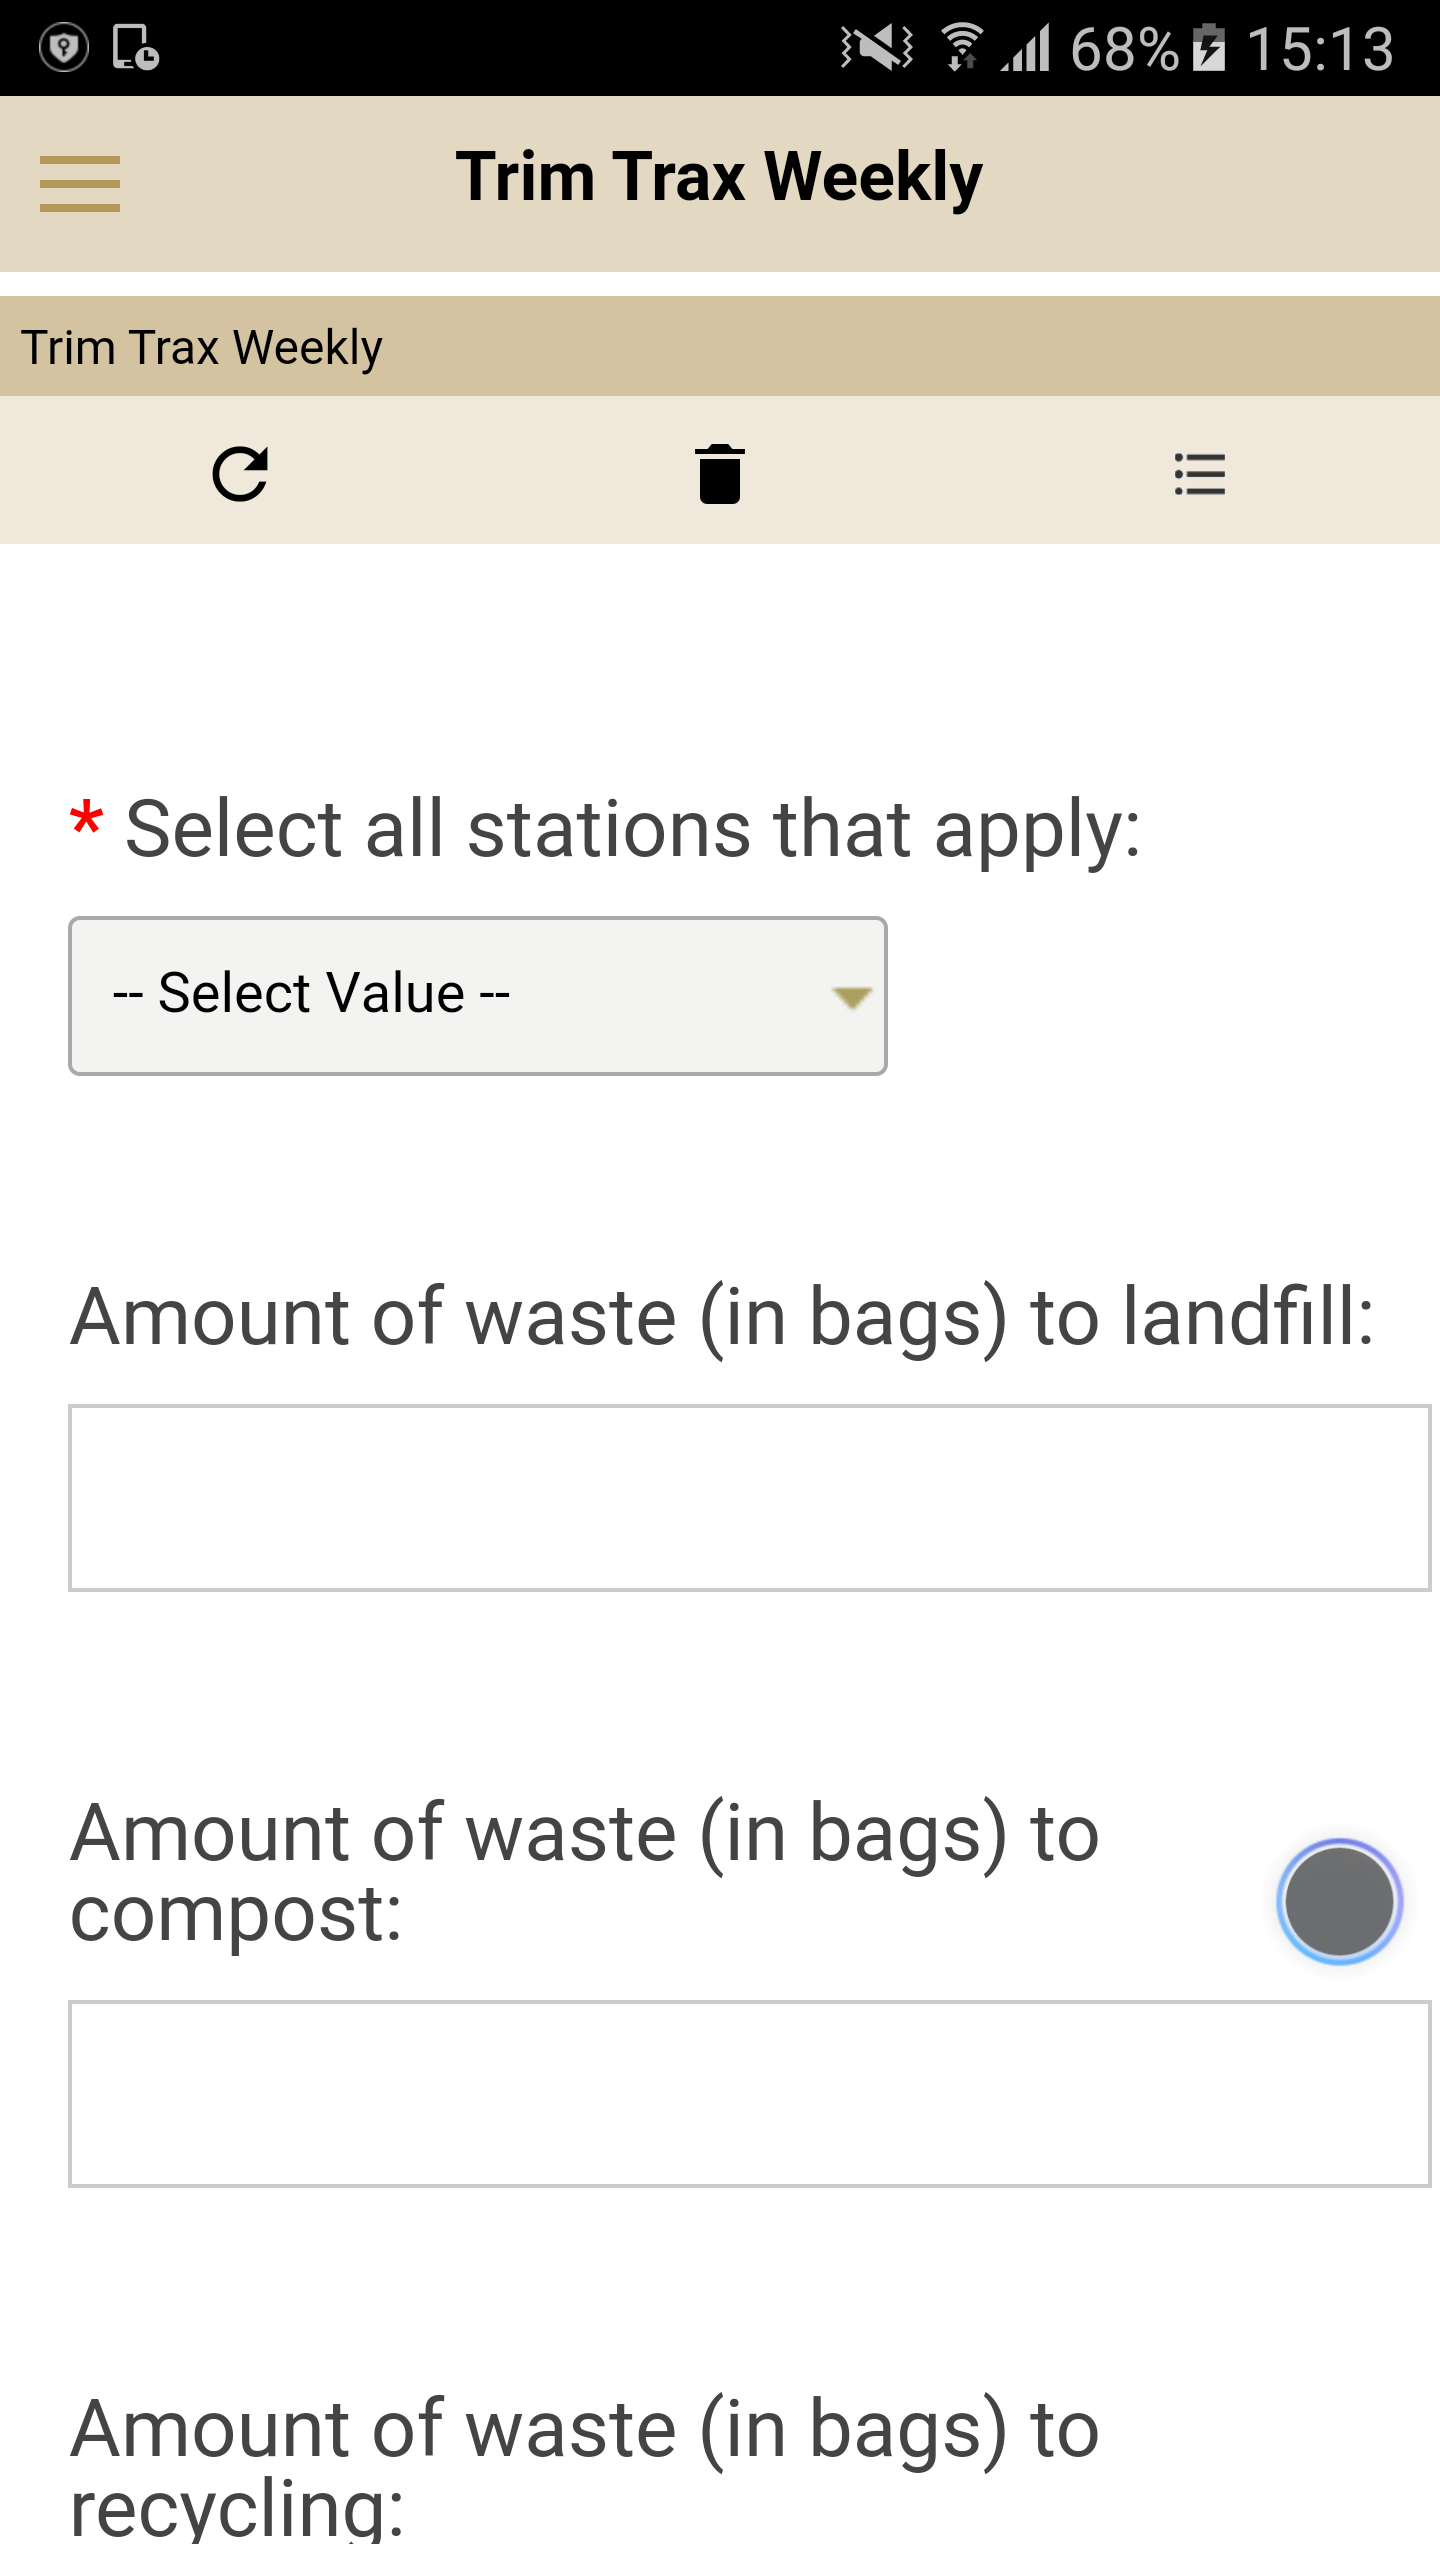 68% 15:13
Trim Trax Weekly
Trim Trax Weekly
* Select all stations that apply:
-- Select Value --
Amount of waste (in bags) to landfill:
Amount of waste (in bags) to
compost:
Amount of waste (in bags) to
recycling: